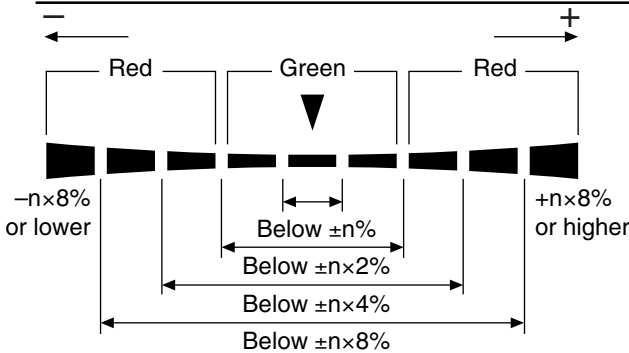 − +
Red Green Red
–n×8% +n×8%
or lower or higher
Below ±n%
Below ±n×2%
Below ±n×4%
Below ±n×8%